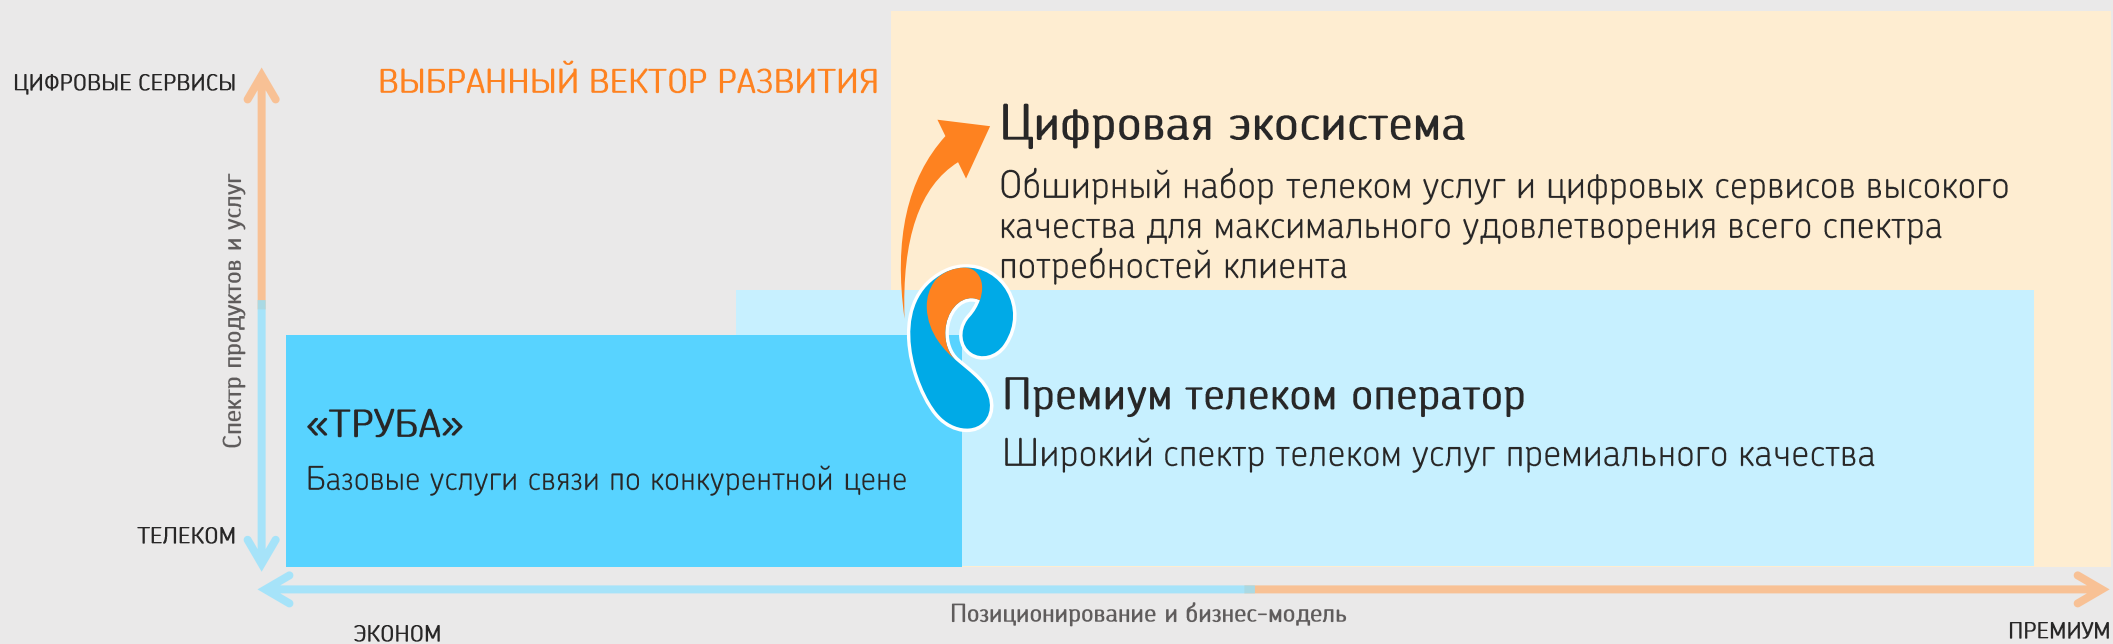 ЦИФРОВЫЕ СЕРВИСЫ
ВЫБРАННЫЙ ВЕКТОР РАЗВИТИЯ
Цифровая экосистема
Обширный набор телеком услуг и цифровых сервисов высокого
качества для максимального удовлетворения всего спектра
потребностей клиента
Спектр продуктов и услуг
«ТРУБА»
Базовые услуги связи по конкурентной цене
Премиум телеком оператор
Широкий спектр телеком услуг премиального качества
ТЕЛЕКОМ
Позиционирование и бизнес-модель
ЭКОНОМ
ПРЕМИУМ